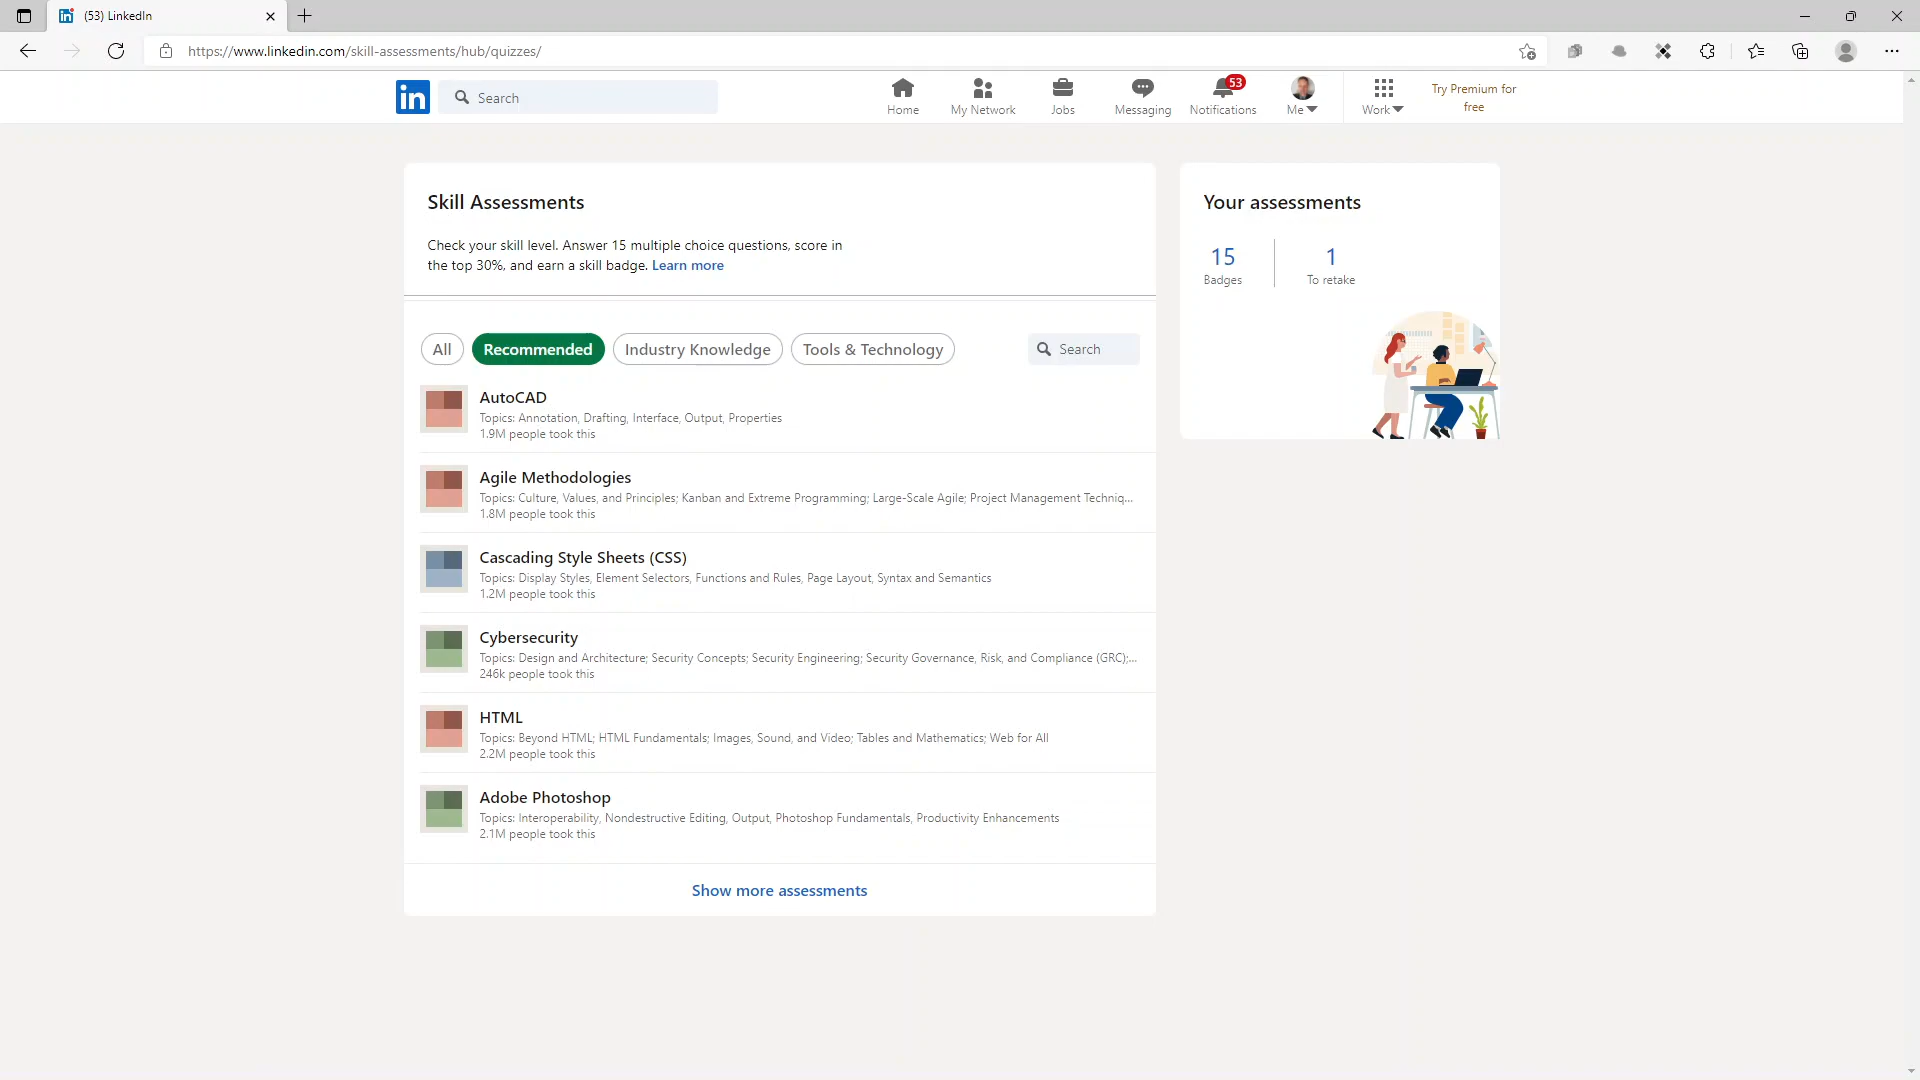 (53) LinkedIn
https://www.linkedin.com/skill-assessments/hub/quizzes/
in
Search
Home
My Network
Jobs
Messaging
53
Notifications
Me
Work
Try Premium for
free
Skill Assessments
Check your skill level. Answer 15 multiple choice questions, score in
the top 30%, and earn a skill badge. Learn more
All
Recommended
Industry Knowledge
Tools & Technology
Search
AutoCAD
Topics: Annotation, Drafting, Interface, Output, Properties
1.9M people took this
Agile Methodologies
Topics: Culture, Values, and Principles; Kanban and Extreme Programming; Large-Scale Agile; Project Management Techniq...
1.8M people took this
Cascading Style Sheets (CSS)
Topics: Display Styles, Element Selectors, Functions and Rules, Page Layout, Syntax and Semantics
1.2M people took this
Cybersecurity
Topics: Design and Architecture; Security Concepts; Security Engineering; Security Governance, Risk, and Compliance (GRC);...
246k people took this
HTML
Topics: Beyond HTML; HTML Fundamentals; Images, Sound, and Video; Tables and Mathematics; Web for All
2.2M people took this
Adobe Photoshop
Topics: Interoperability, Nondestructive Editing, Output, Photoshop Fundamentals, Productivity Enhancements
2.1M people took this
Show more assessments
Your assessments
15
Badges
1
To retake